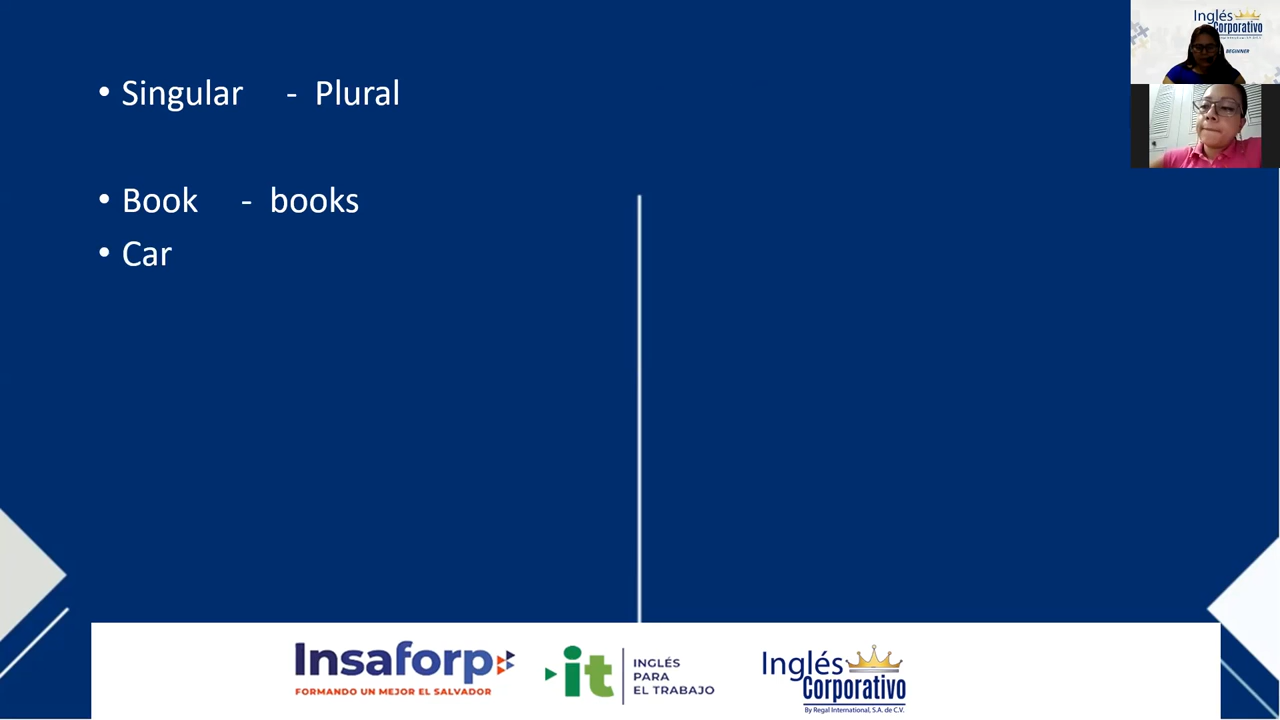 • Singular - Plural
• Book - books
• Car
Inglés
Corporativo
BEGINNER
Insaforp
FORMANDO UN MEJOR EL SALVADOR
it
INGLÉS
PARA
EL TRABAJO
Inglés
Corporativo
By Regal International, S.A. de C.V.